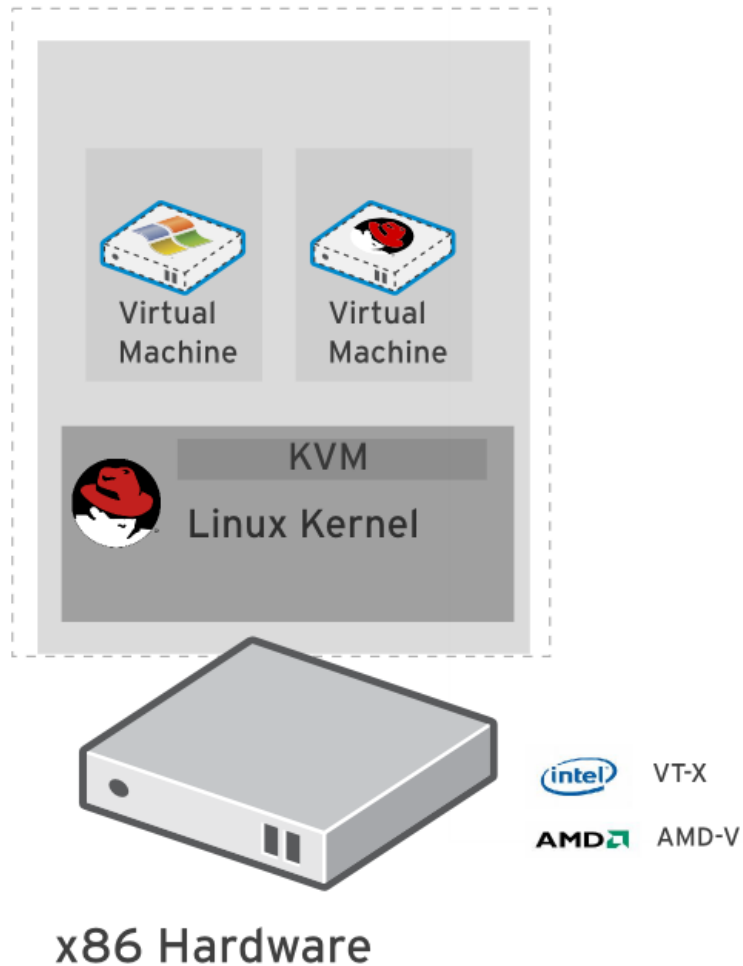 Virtual
Machine
Virtual
Machine
KVM
Linux Kernel
intel
VT-X
AMD
AMD-V
x86 Hardware